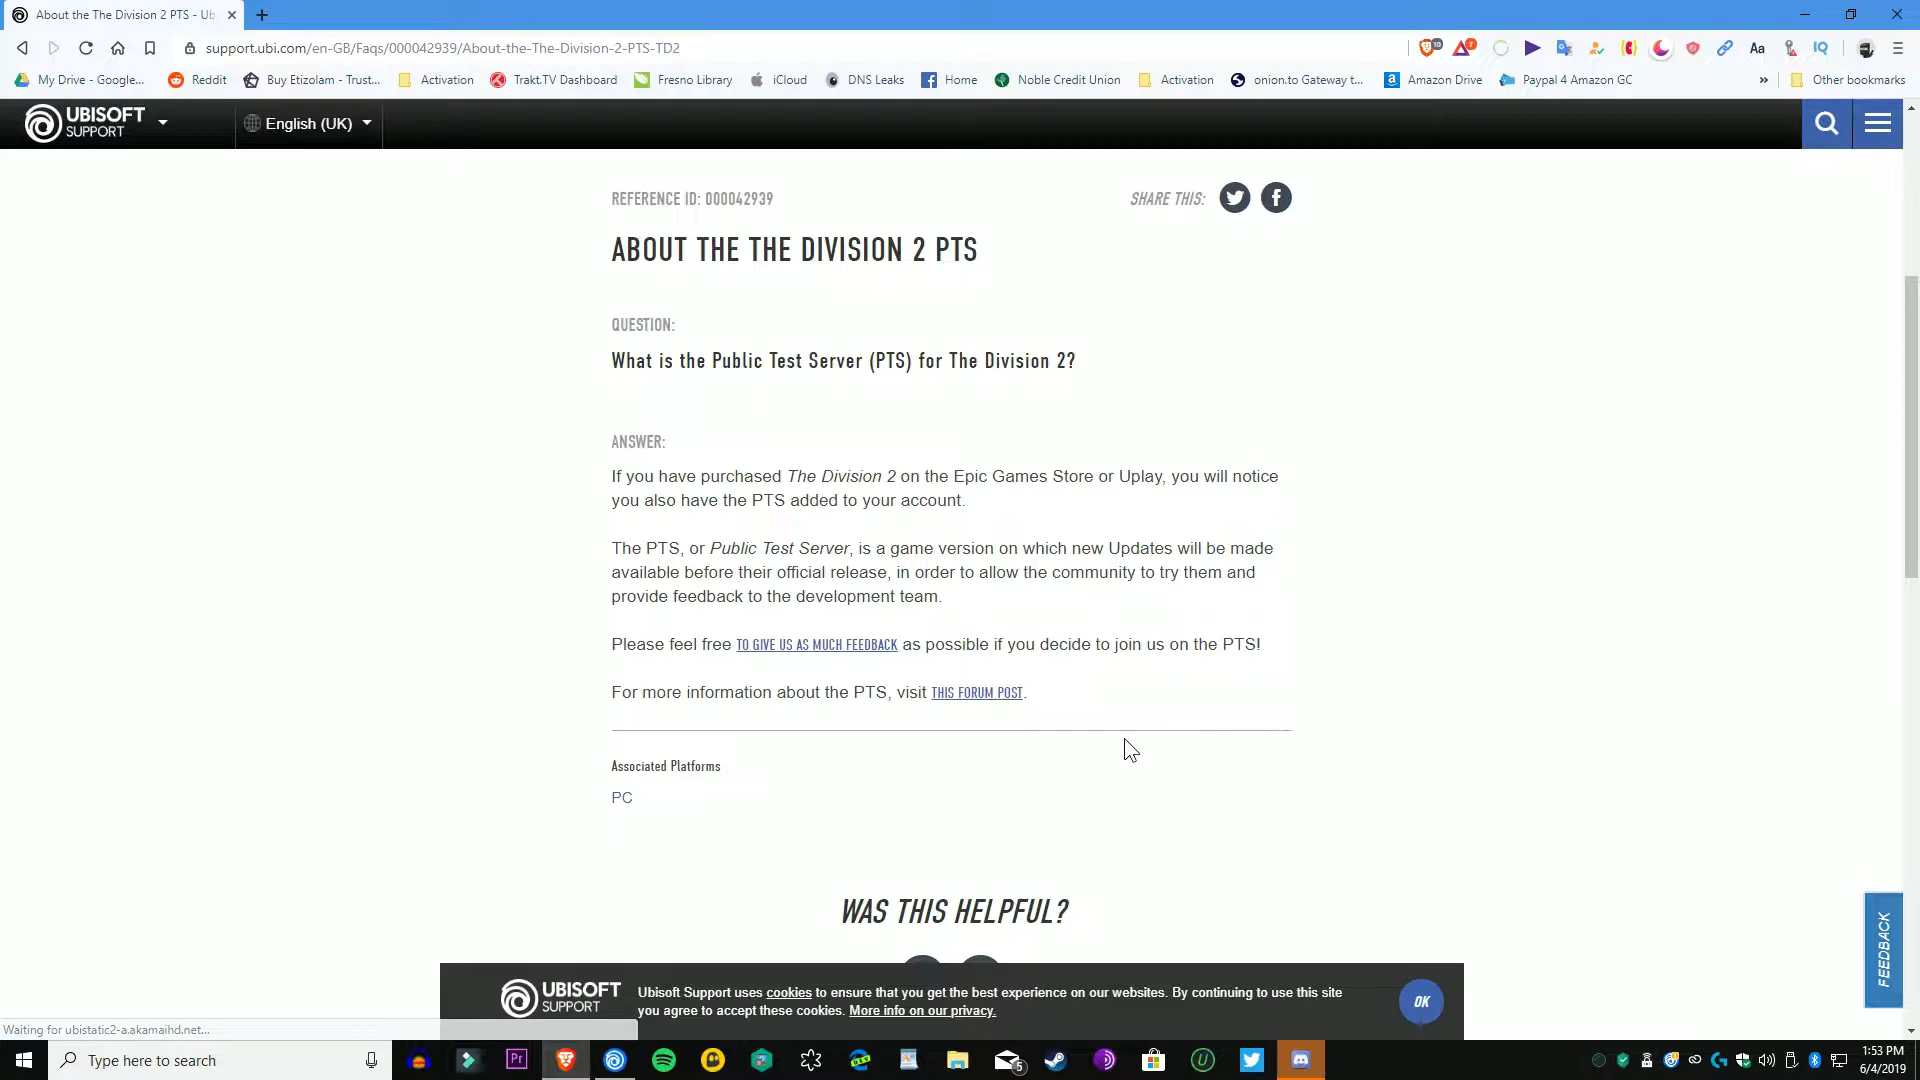 About the The Division 2 PTS - Ub
support.ubi.com/en-GB/Faqs/000042939/About-the-The-Division-2-PTS-TD2
10
7
Aa
IQ
My Drive - Google...
Reddit
Buy Etizolam - Trust...
Activation
Trakt.TV Dashboard
Fresno Library
iCloud
DNS Leaks
Home
Noble Credit Union
Activation
onion.to Gateway t...
Amazon Drive
Paypal 4 Amazon GC
»
Other bookmarks
UBISOFT
SUPPORT
English (UK)
REFERENCE ID: 000042939
SHARE THIS:
ABOUT THE THE DIVISION 2 PTS
QUESTION:
What is the Public Test Server (PTS) for The Division 2?
ANSWER:
If you have purchased The Division 2 on the Epic Games Store or Uplay, you will notice
you also have the PTS added to your account.
The PTS, or Public Test Server, is a game version on which new Updates will be made
available before their official release, in order to allow the community to try them and
provide feedback to the development team.
Please feel free TO GIVE US AS MUCH FEEDBACK as possible if you decide to join us on the PTS!
For more information about the PTS, visit THIS FORUM POST.
Associated Platforms
PC
WAS THIS HELPFUL?
FEEDBACK
UBISOFT
SUPPORT
Ubisoft Support uses cookies to ensure that you get the best experience on our websites. By continuing to use this site
you agree to accept these cookies. More info on our privacy.
OK
Waiting for ubistatic2-a.akamaihd.net...
Type here to search
Pr
5
1:53 PM
6/4/2019